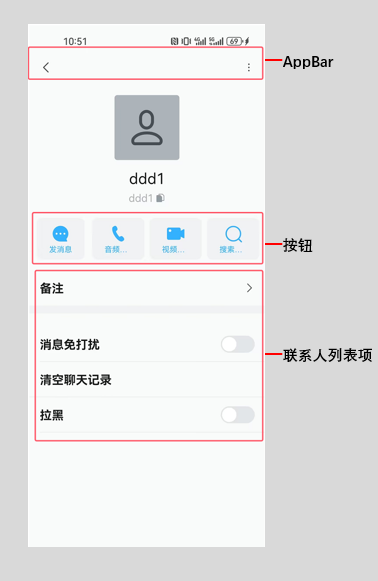 10:51
4G 5G 69
AppBar
ddd1
ddd1
发消息 音频... 视频... 搜索...
按钮
备注
消息免打扰
联系人列表项
清空聊天记录
拉黑